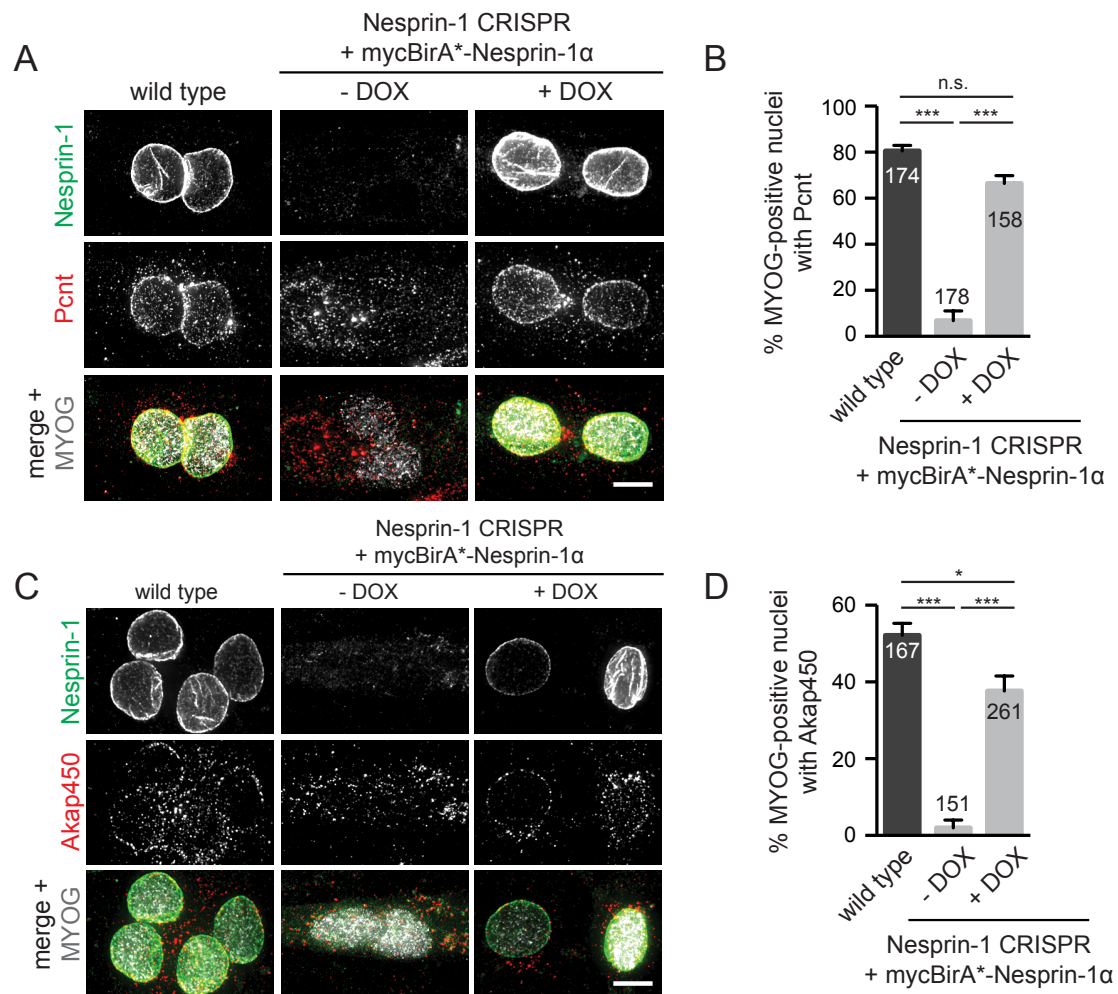 A
Nesprin-1 CRISPR
+ mycBirA*-Nesprin-1α
wild type
- DOX
+ DOX
Nesprin-1
Pcnt
merge +
MYOG
B
n.s.
***
***
% MYOG-positive nuclei
with Pcnt
100
80
60
40
20
0
174
178
158
wild type
- DOX
+ DOX
Nesprin-1 CRISPR
+ mycBirA*-Nesprin-1α
C
Nesprin-1 CRISPR
+ mycBirA*-Nesprin-1α
wild type
- DOX
+ DOX
Nesprin-1
Akap450
merge +
MYOG
D
*
***
***
% MYOG-positive nuclei
with Akap450
60
40
20
0
167
151
261
wild type
- DOX
+ DOX
Nesprin-1 CRISPR
+ mycBirA*-Nesprin-1α